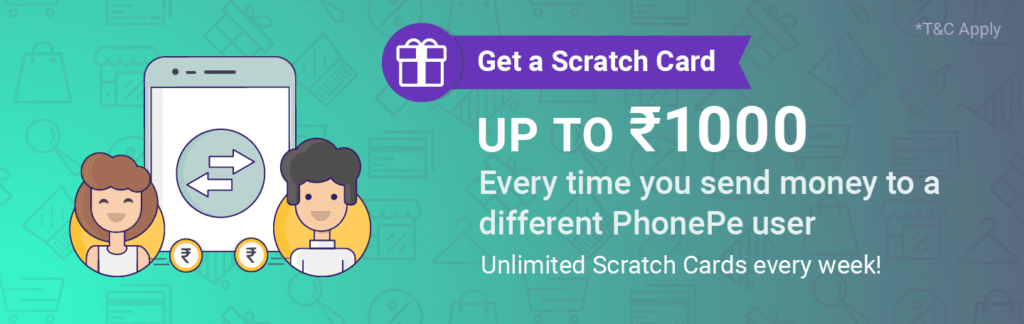 *T&C Apply
Get a Scratch Card
UP TO ₹1000
Every time you send money to a
different PhonePe user
Unlimited Scratch Cards every week!
₹ ₹